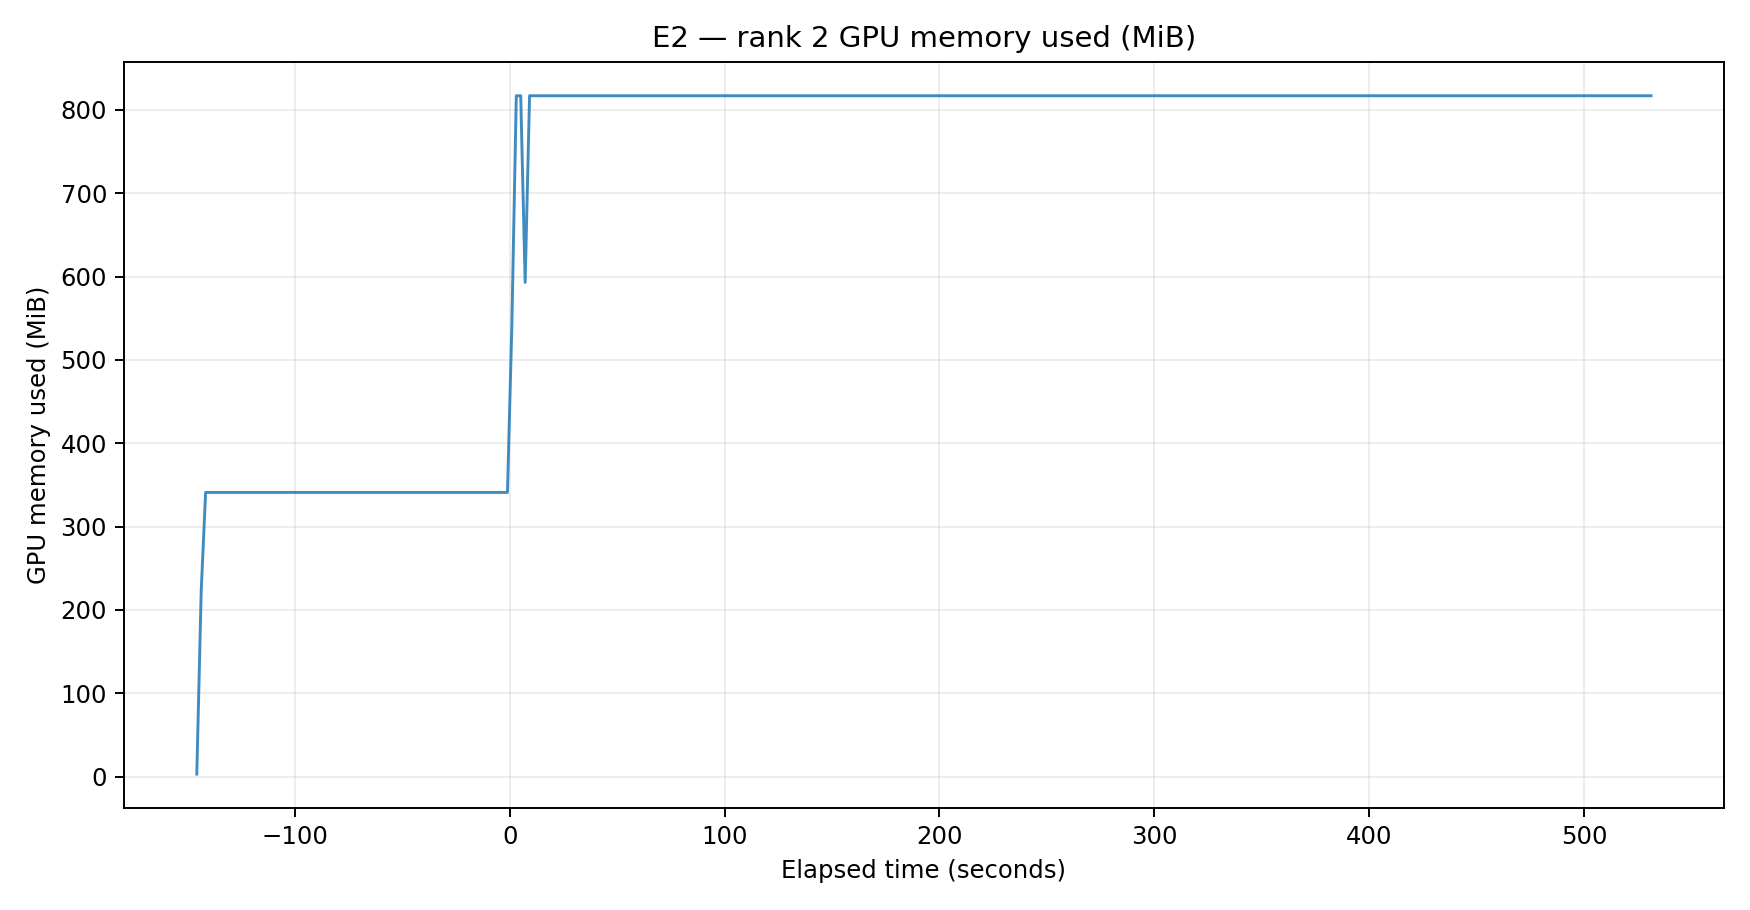 E2 — rank 2 GPU memory used (MiB)
GPU memory used (MiB)
800
700
600
500
400
300
200
100
0
−100 0 100 200 300 400 500
Elapsed time (seconds)